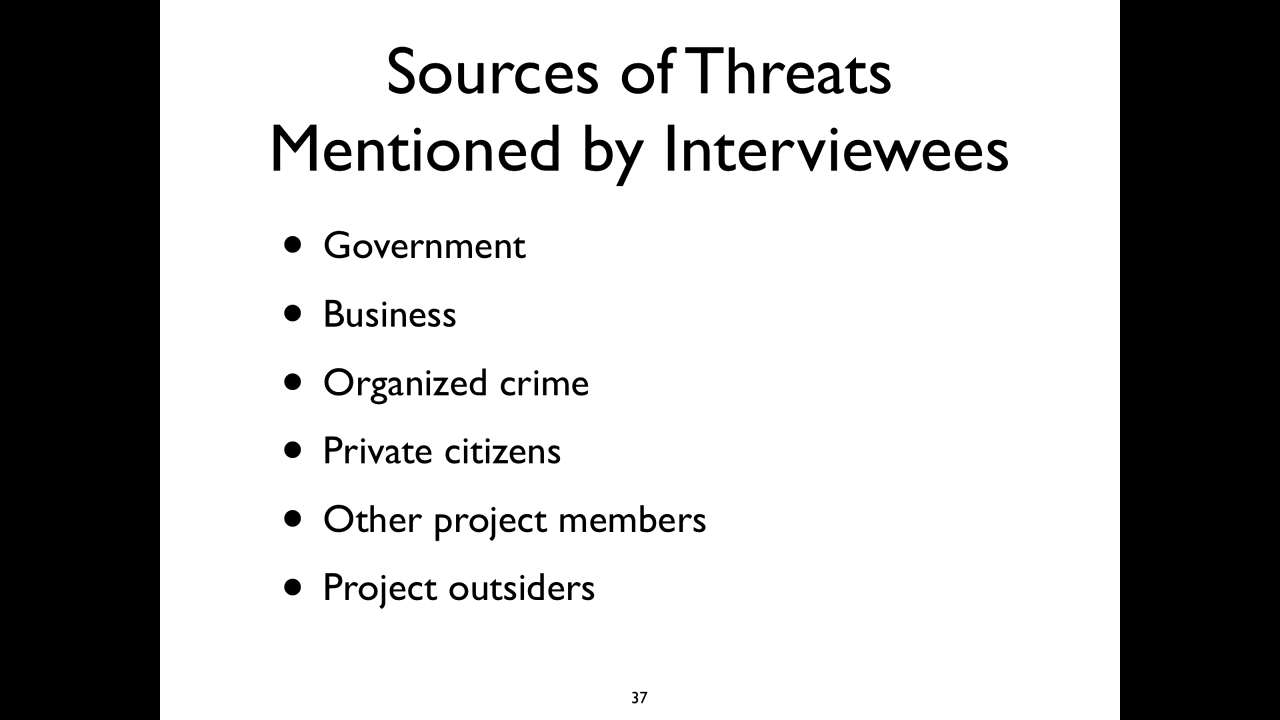 Sources of Threats
Mentioned by Interviewees
• Government
• Business
• Organized crime
• Private citizens
• Other project members
• Project outsiders
37